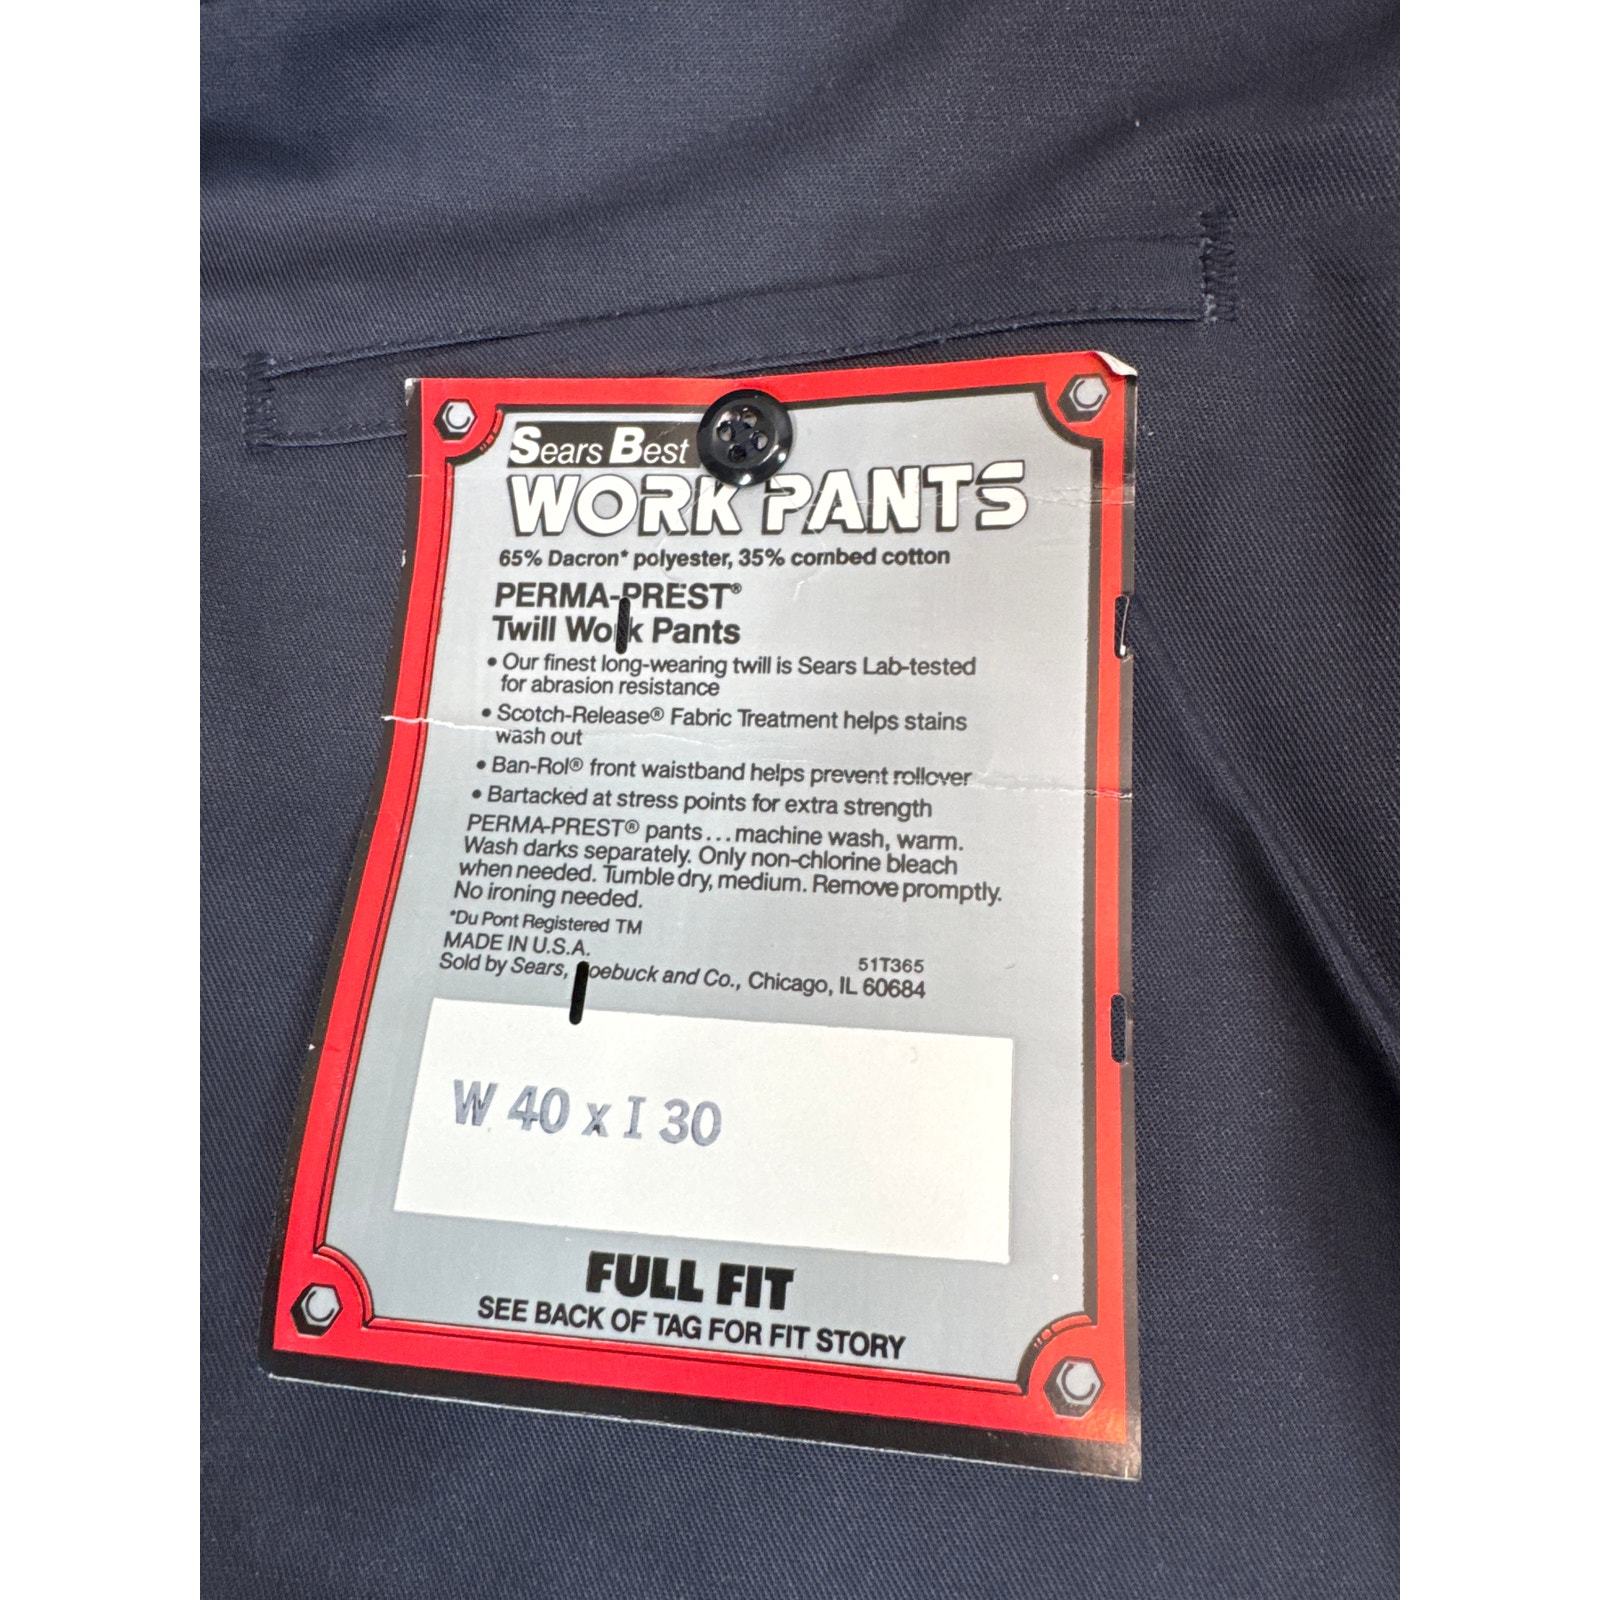 Sears Best
WORK PANTS
65% Dacron* polyester, 35% combed cotton
PERMA-PREST®
Twill Work Pants
• Our finest long-wearing twill is Sears Lab-tested
for abrasion resistance
• Scotch-Release® Fabric Treatment helps stains
wash out
• Ban-Rol® front waistband helps prevent rollover
• Bartacked at stress points for extra strength
PERMA-PREST® pants...machine wash, warm.
Wash darks separately. Only non-chlorine bleach
when needed. Tumble dry, medium. Remove promptly.
No ironing needed.
*Du Pont Registered TM
MADE IN U.S.A.
51T365
Sold by Sears, Roebuck and Co., Chicago, IL 60684
W 40 x I 30
FULL FIT
SEE BACK OF TAG FOR FIT STORY